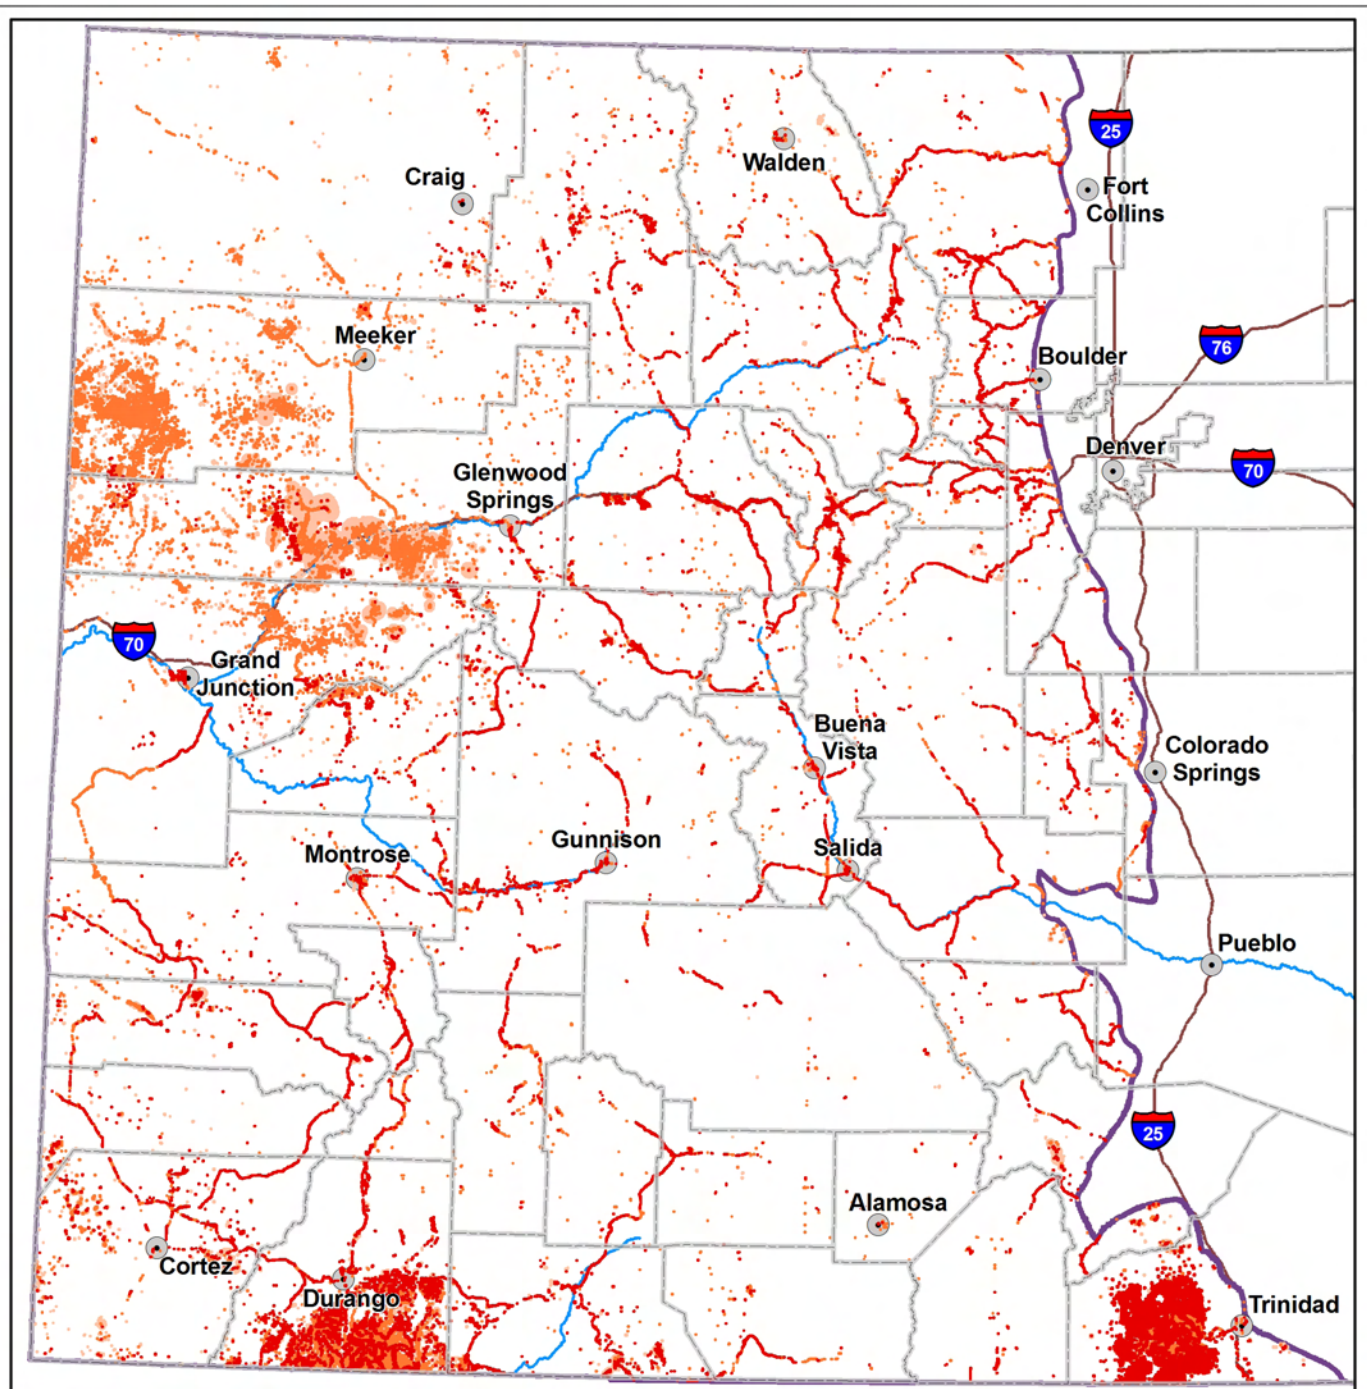 25
Walden
Craig
Fort
Collins
Meeker
76
Boulder
Denver
Glenwood
Springs
70
70
Grand
Junction
Buena
Vista
Colorado
Springs
Gunnison
Montrose
Salida
Pueblo
25
Alamosa
Cortez
Durango
Trinidad